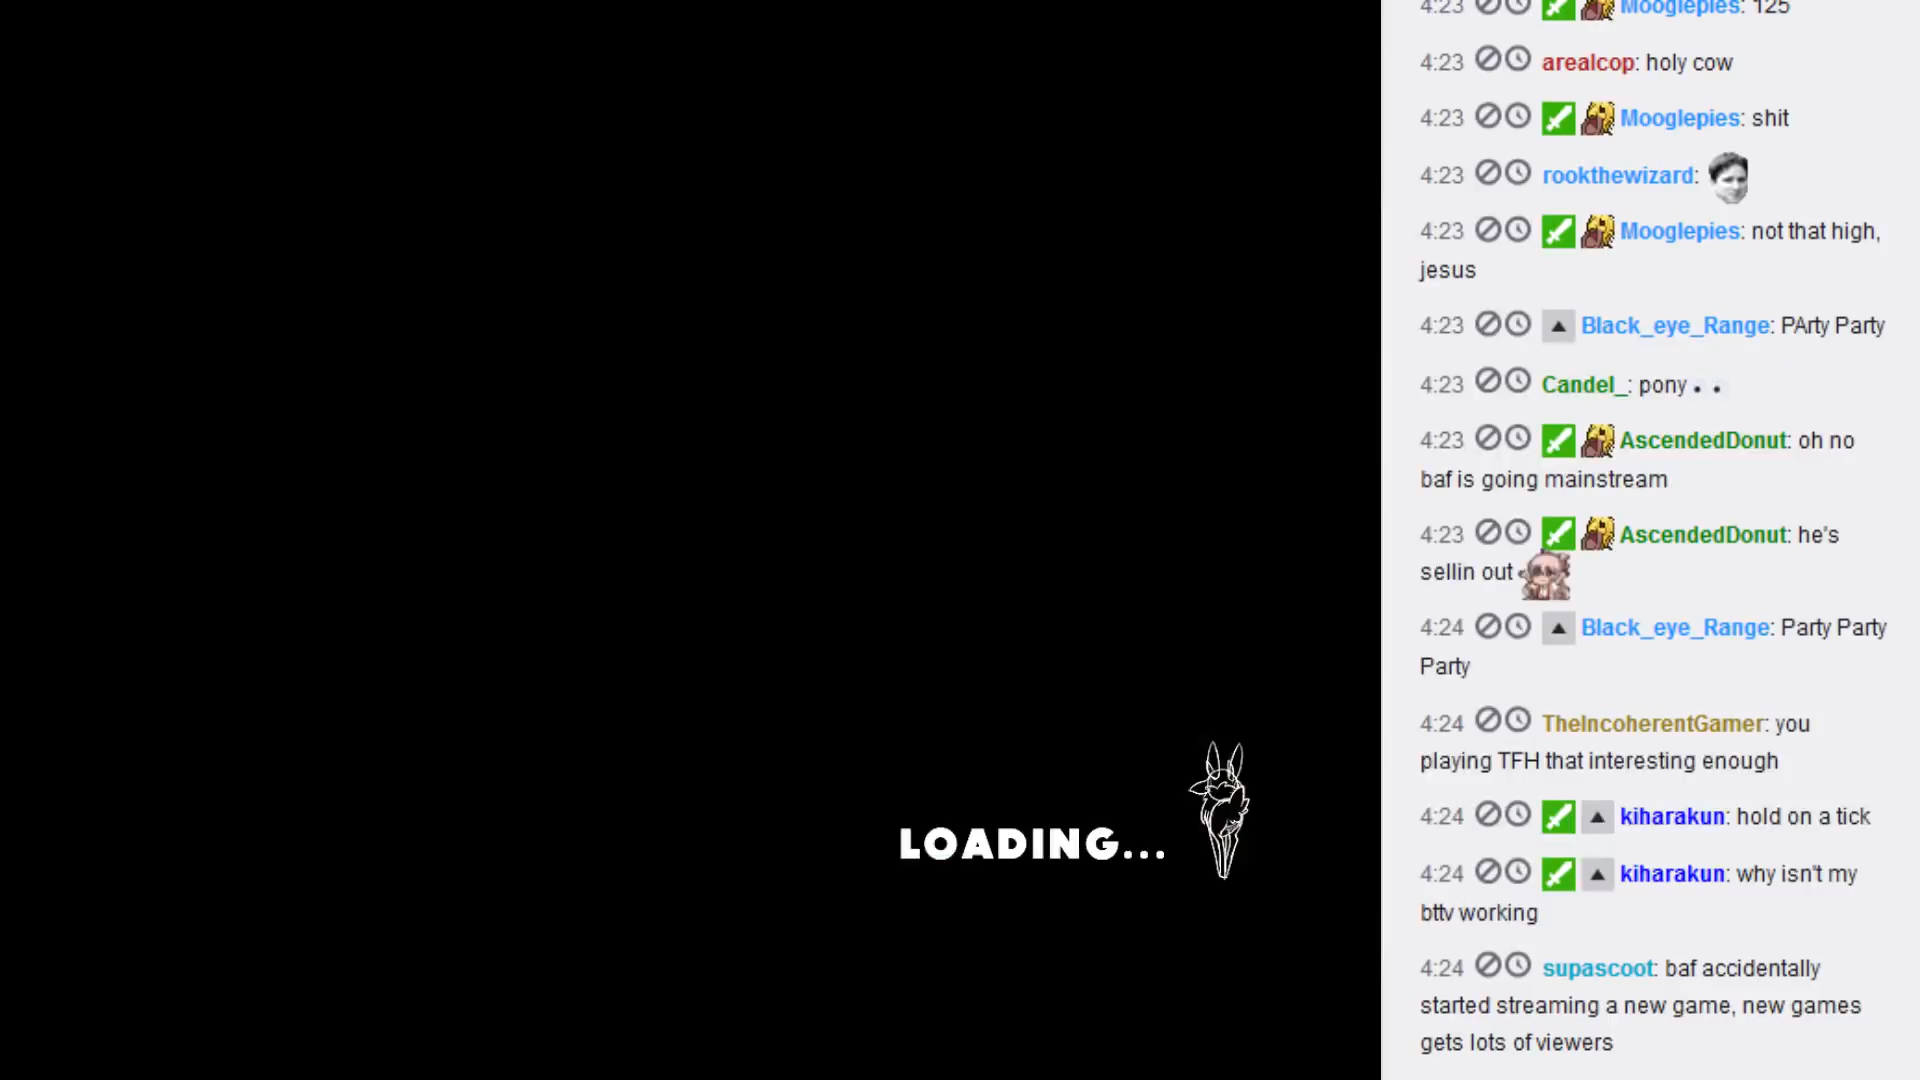 4:23 Mooglepies: 125
4:23 arealcop: holy cow
4:23 Mooglepies: shit
4:23 rookthewizard:
4:23 Mooglepies: not that high,
jesus
4:23 Black_eye_Range: PArty Party
4:23 Candel_: pony
4:23 AscendedDonut: oh no
baf is going mainstream
4:23 AscendedDonut: he's
sellin out
4:24 Black_eye_Range: Party Party
Party
4:24 TheIncoherentGamer: you
playing TFH that interesting enough
4:24 kiharakun: hold on a tick
4:24 kiharakun: why isn't my
bttv working
4:24 supascoot: baf accidentally
started streaming a new game, new games
gets lots of viewers
LOADING...